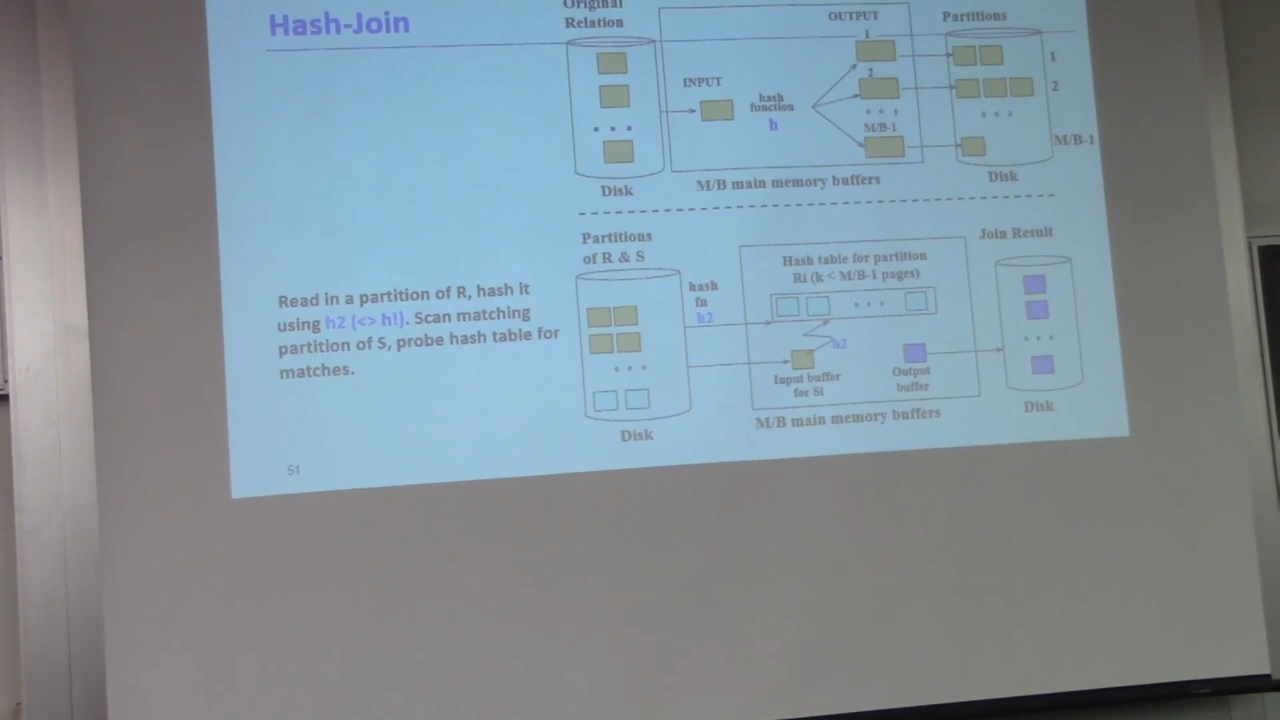 Hash-Join
Original
Relation
OUTPUT
Partitions
1
1
INPUT
2
2
hash
function
h
M/B-1
M/B-1
Disk
M/B main memory buffers
Disk
Partitions
of R & S
Join Result
Hash table for partition
Ri (k < M/B-1 pages)
hash
fn
h2
Read in a partition of R, hash it
using h2 (<> h!). Scan matching
partition of S, probe hash table for
matches.
h2
Input buffer
for Si
Output
buffer
Disk
M/B main memory buffers
Disk
51